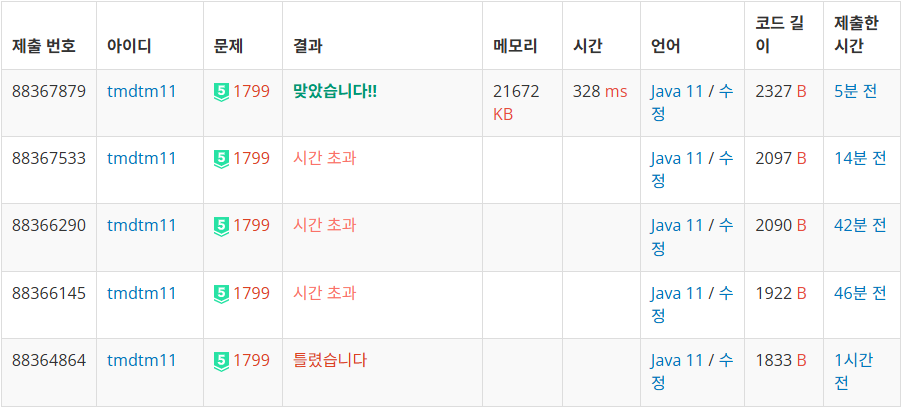 제출 번호 아이디 문제 결과 메모리 시간 언어 코드 길이 제출한 시간
88367879 tmdtm11 5 1799 맞았습니다!! 21672 KB 328 ms Java 11 / 수정 2327 B 5분 전
88367533 tmdtm11 5 1799 시간 초과 Java 11 / 수정 2097 B 14분 전
88366290 tmdtm11 5 1799 시간 초과 Java 11 / 수정 2090 B 42분 전
88366145 tmdtm11 5 1799 시간 초과 Java 11 / 수정 1922 B 46분 전
88364864 tmdtm11 5 1799 틀렸습니다 Java 11 / 수정 1833 B 1시간 전